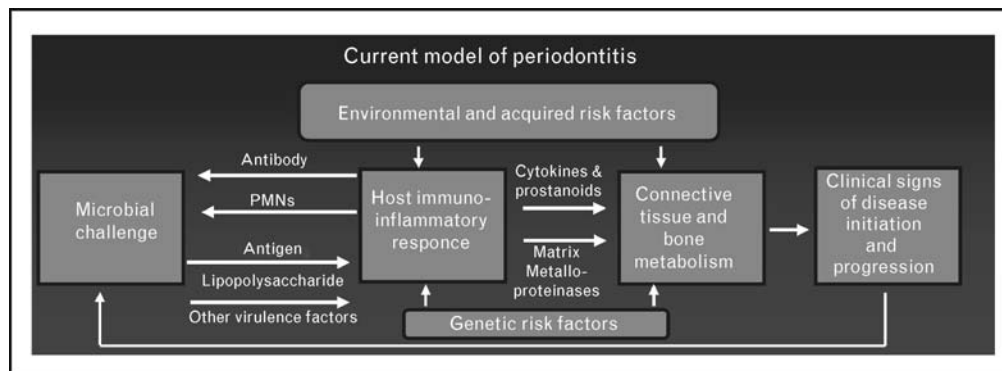 Current model of periodontitis
Environmental and acquired risk factors
Microbial
challenge
Antibody
PMNs
Antigen
Lipopolysaccharide
Other virulence factors
Host immuno-
inflammatory
responce
Cytokines &
prostanoids
Matrix
Metallo-
proteinases
Connective
tissue and
bone
metabolism
Clinical signs
of disease
initiation
and
progression
Genetic risk factors